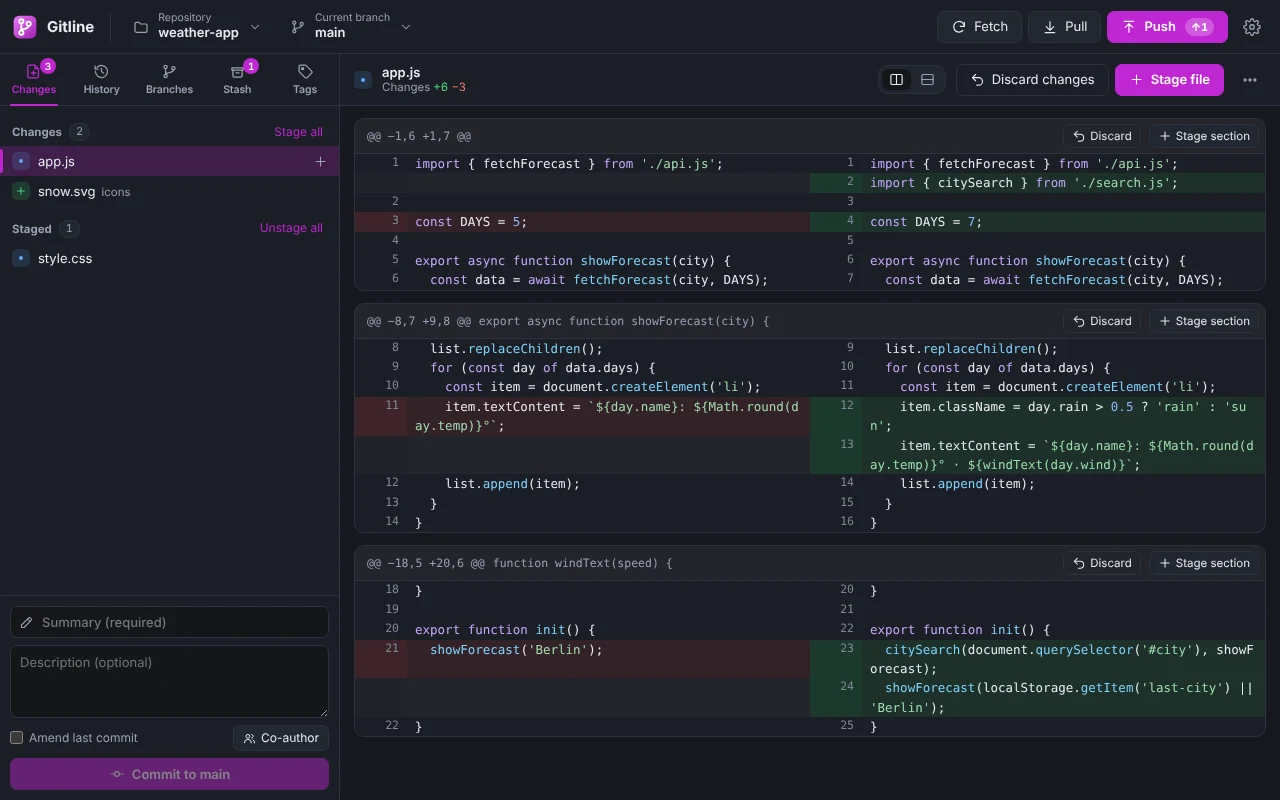 Gitline
Repository
weather-app
Current branch
main
Fetch
Pull
Push 1
3
Changes
History
Branches
1
Stash
Tags
Changes 2
Stage all
app.js
snow.svg icons
Staged 1
Unstage all
style.css
Summary (required)
Description (optional)
Amend last commit
Co-author
Commit to main
app.js
Changes +6 −3
Discard changes
Stage file
@@ −1,6 +1,7 @@
Discard
Stage section
1 import { fetchForecast } from './api.js';
1 import { fetchForecast } from './api.js';
2 import { citySearch } from './search.js';
2
3
3 const DAYS = 5;
4 const DAYS = 7;
4
5
5 export async function showForecast(city) {
6 export async function showForecast(city) {
6 const data = await fetchForecast(city, DAYS);
7 const data = await fetchForecast(city, DAYS);
@@ −8,7 +9,8 @@ export async function showForecast(city) {
Discard
Stage section
8 list.replaceChildren();
9 list.replaceChildren();
9 for (const day of data.days) {
10 for (const day of data.days) {
10 const item = document.createElement('li');
11 const item = document.createElement('li');
11 item.textContent = `${day.name}: ${Math.round(d
ay.temp)}°`;
12 item.className = day.rain > 0.5 ? 'rain' : 'su
n';
13 item.textContent = `${day.name}: ${Math.round(d
ay.temp)}° · ${windText(day.wind)}`;
12 list.append(item);
14 list.append(item);
13 }
15 }
14 }
16 }
@@ −18,5 +20,6 @@ function windText(speed) {
Discard
Stage section
18 }
20 }
19
21
20 export function init() {
22 export function init() {
21 showForecast('Berlin');
23 citySearch(document.querySelector('#city'), showF
orecast);
24 showForecast(localStorage.getItem('last-city') ||
'Berlin');
22 }
25 }